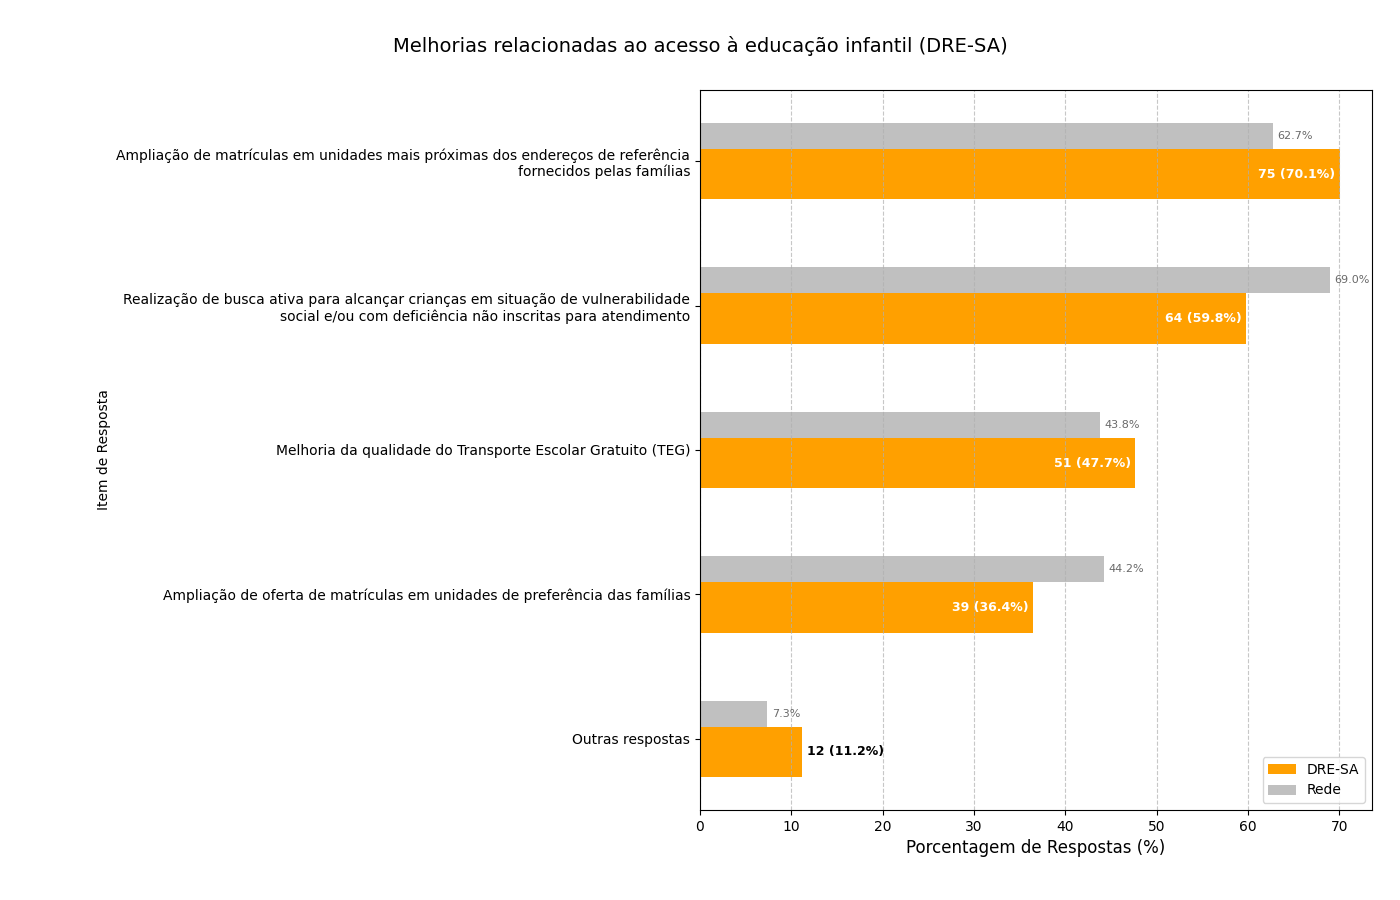 Melhorias relacionadas ao acesso à educação infantil (DRE-SA)
Item de Resposta
Ampliação de matrículas em unidades mais próximas dos endereços de referência
fornecidos pelas famílias
62.7%
75 (70.1%)
Realização de busca ativa para alcançar crianças em situação de vulnerabilidade
social e/ou com deficiência não inscritas para atendimento
69.0%
64 (59.8%)
Melhoria da qualidade do Transporte Escolar Gratuito (TEG)
43.8%
51 (47.7%)
Ampliação de oferta de matrículas em unidades de preferência das famílias
44.2%
39 (36.4%)
Outras respostas
7.3%
12 (11.2%)
DRE-SA
Rede
0 10 20 30 40 50 60 70
Porcentagem de Respostas (%)